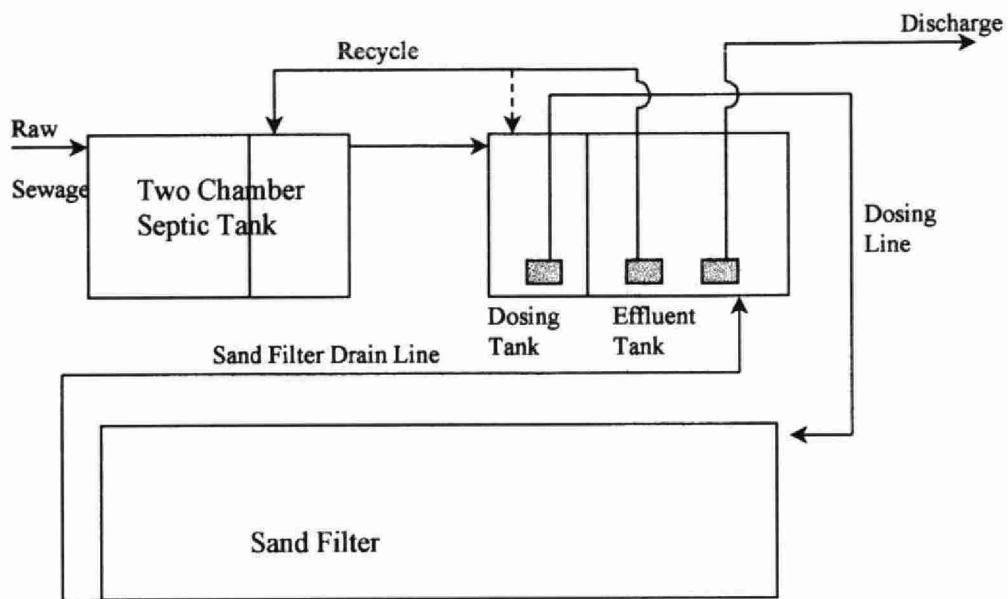 Discharge
Recycle
Raw
Sewage
Two Chamber
Septic Tank
Dosing
Line
Dosing
Tank
Effluent
Tank
Sand Filter Drain Line
Sand Filter